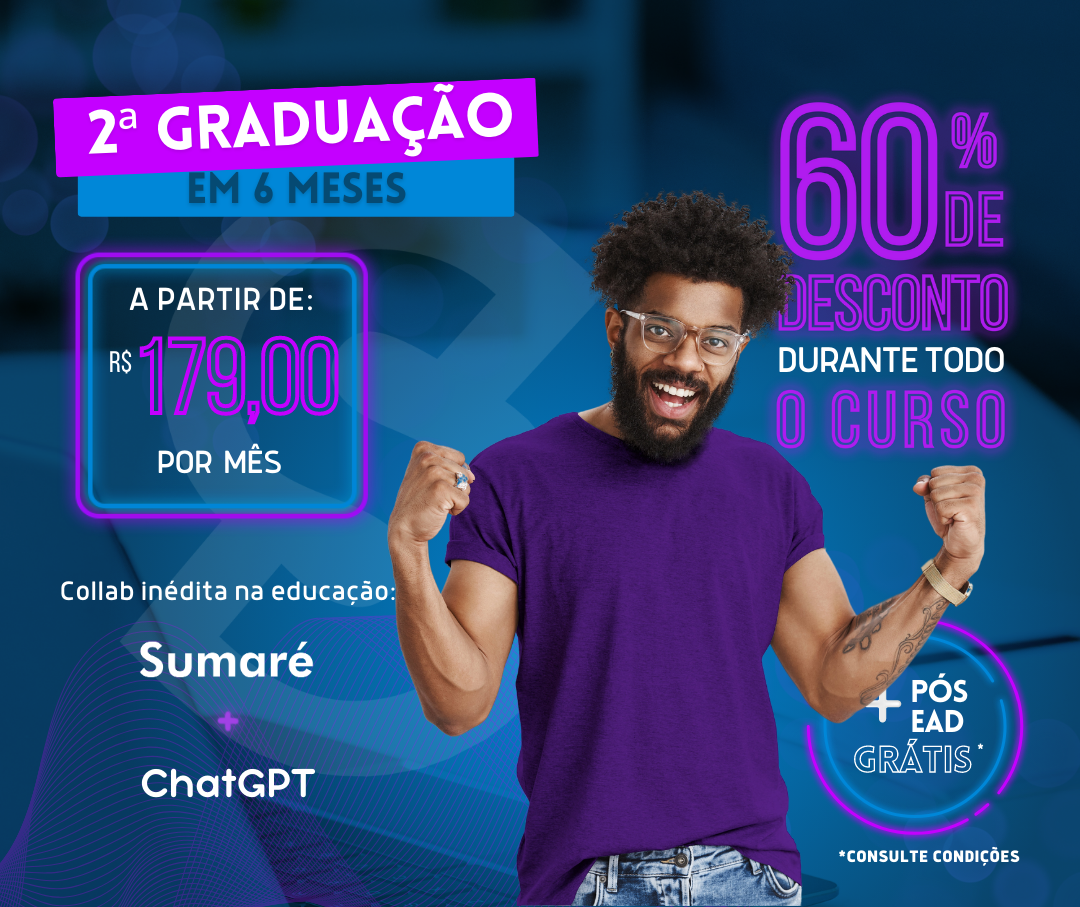 2ª GRADUAÇÃO
EM 6 MESES
A PARTIR DE:
R$ 179,00
POR MÊS
Collab inédita na educação:
Sumaré
+
ChatGPT
60% DE
DESCONTO
DURANTE TODO
O CURSO
+ PÓS
EAD
GRÁTIS*
*CONSULTE CONDIÇÕES